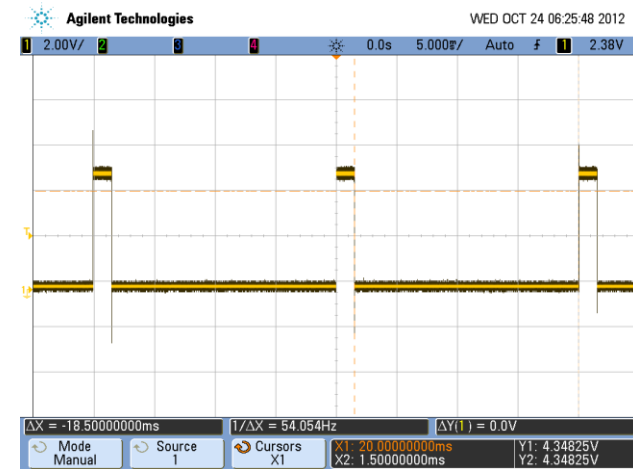 Agilent Technologies WED OCT 24 06:25:48 2012
1 2.00V/ 2 3 4 0.0s 5.000ms/ Auto 1 2.38V
T
1
ΔX = -18.50000000ms 1/ΔX = 54.054Hz ΔY(1) = 0.0V
Mode Source Cursors X1: 20.00000000ms Y1: 4.34825V
Manual 1 X1 X2: 1.50000000ms Y2: 4.34825V